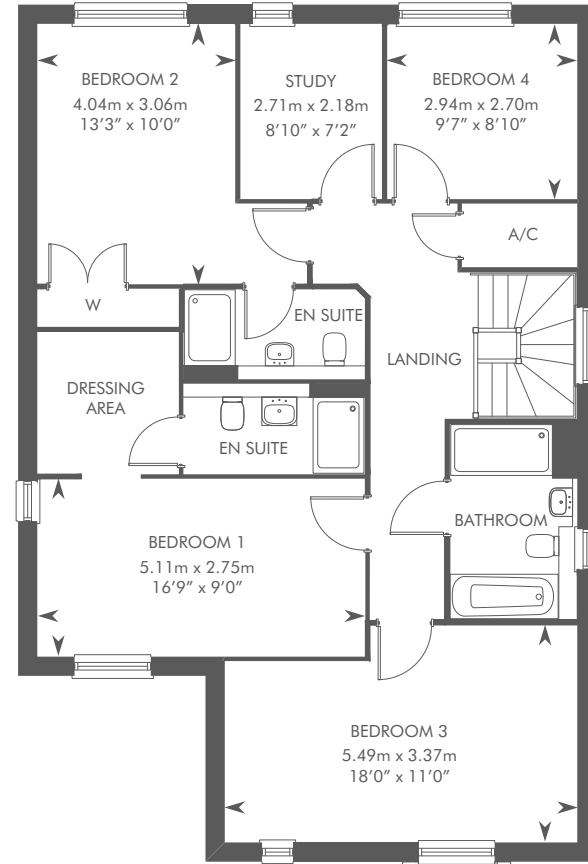 BEDROOM 2
4.04m x 3.06m
13’3” x 10’0”
STUDY
2.71m x 2.18m
8’10” x 7’2”
BEDROOM 4
2.94m x 2.70m
9’7” x 8’10”
A/C
W
EN SUITE
LANDING
DRESSING
AREA
EN SUITE
BATHROOM
BEDROOM 1
5.11m x 2.75m
16’9” x 9’0”
BEDROOM 3
5.49m x 3.37m
18’0” x 11’0”